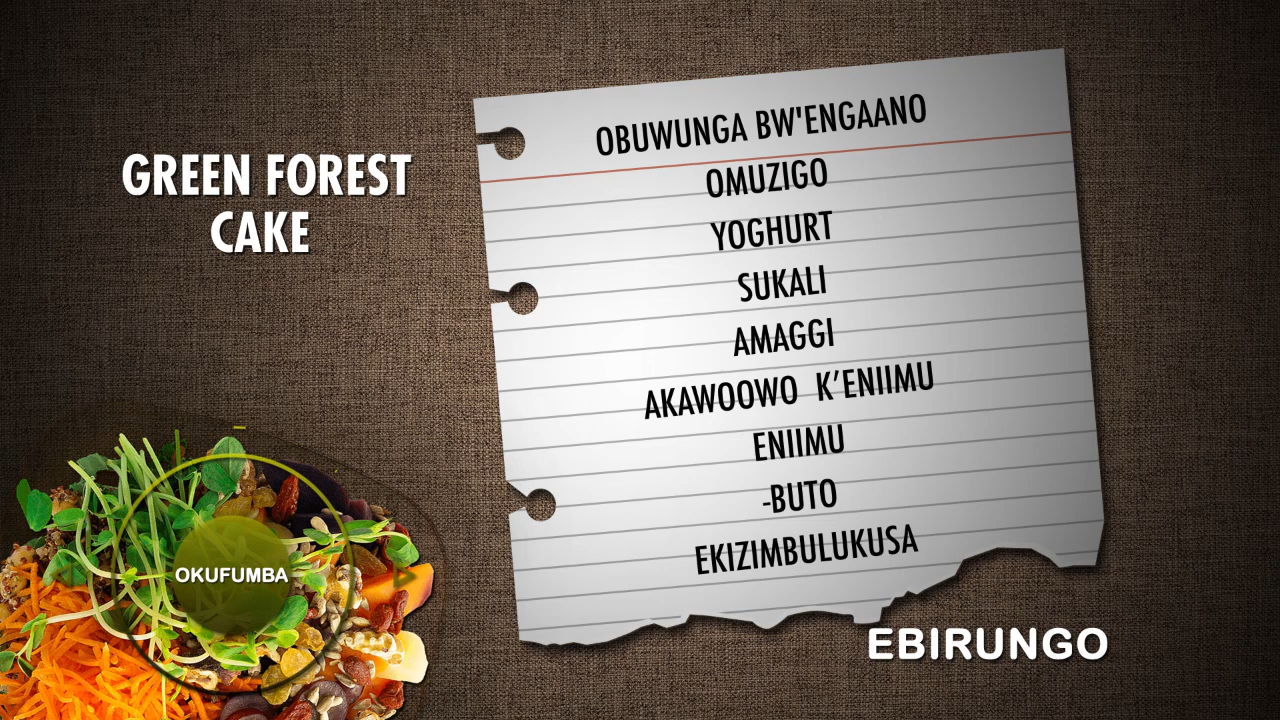 GREEN FOREST
CAKE
OBUWUNGA BW'ENGAANO
OMUZIGO
YOGHURT
SUKALI
AMAGGI
AKAWOOWO K’ENIIMU
ENIIMU
-BUTO
EKIZIMBULUKUSA
OKUFUMBA
EBIRUNGO